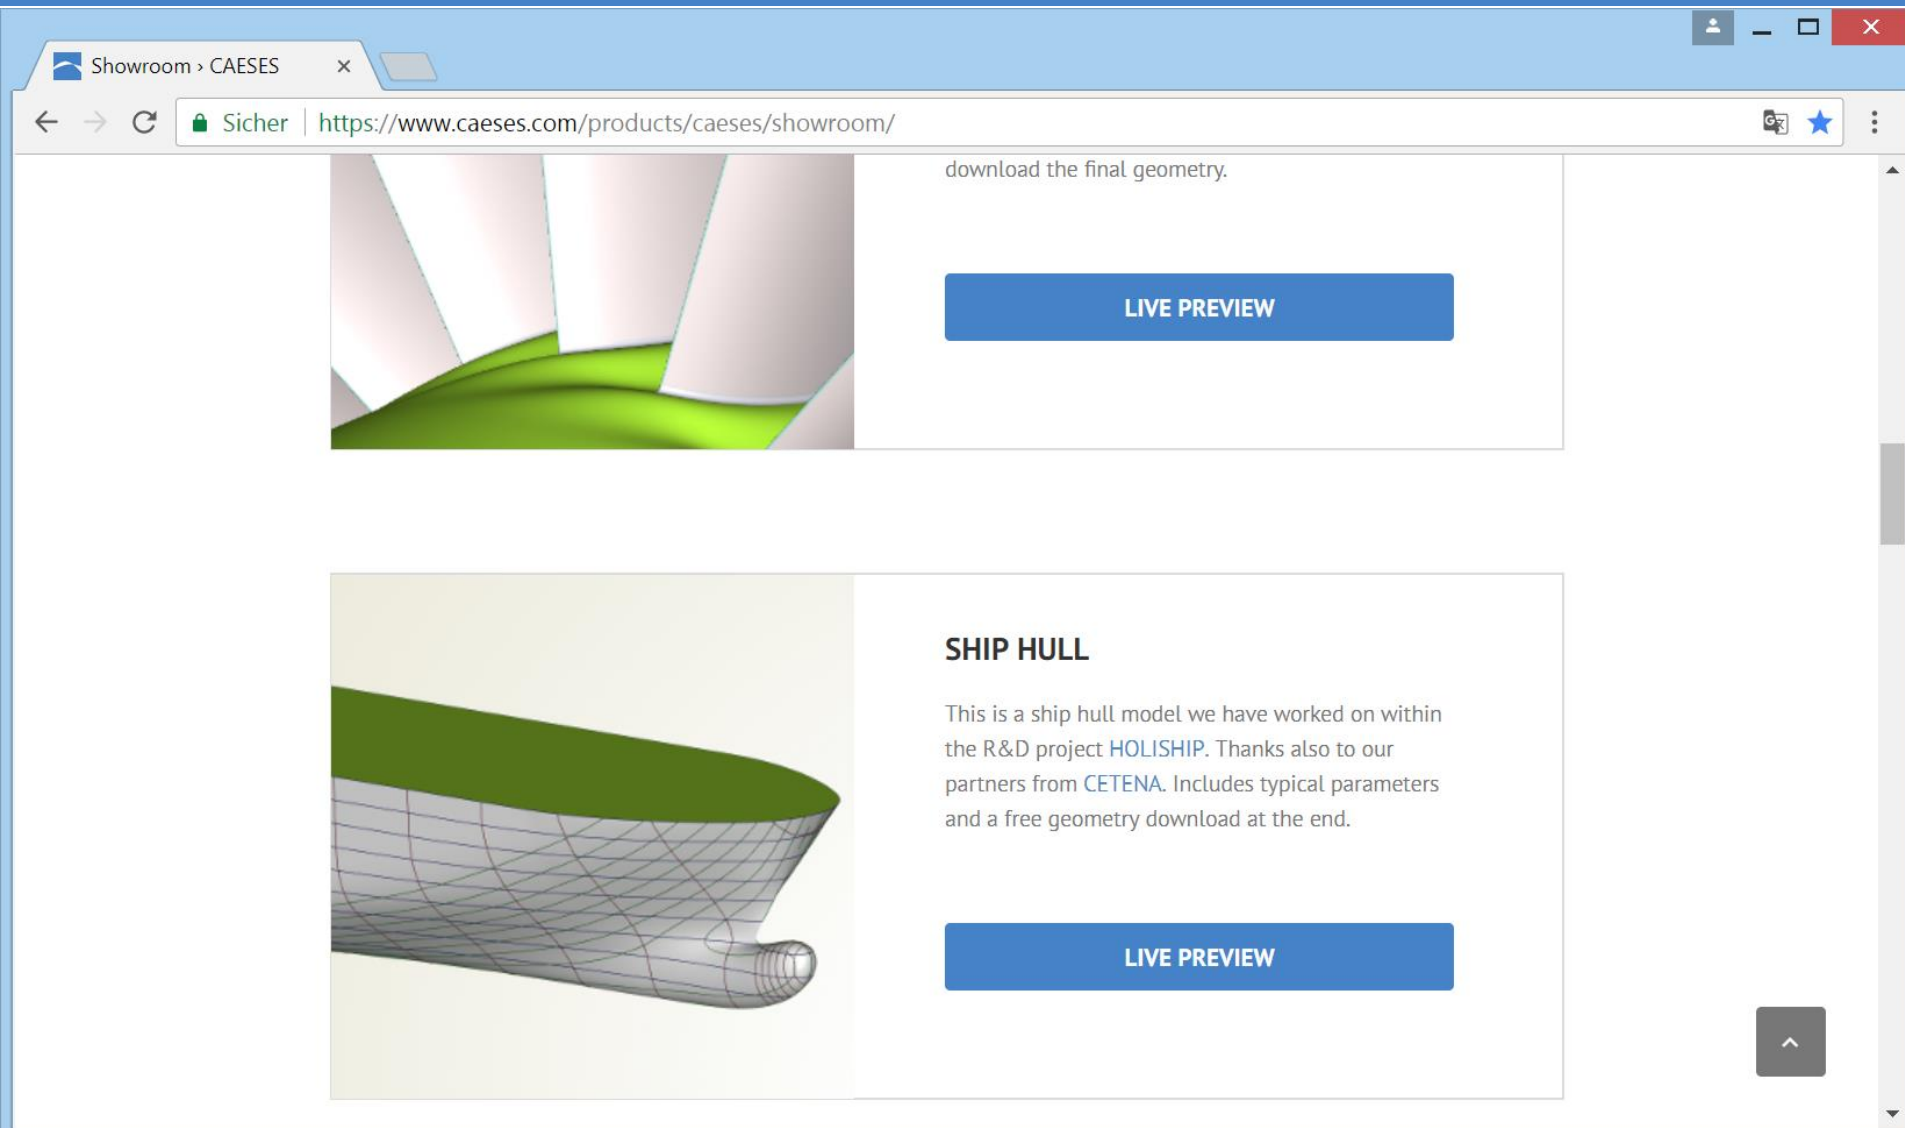 Showroom › CAESES
Sicher https://www.caeses.com/products/caeses/showroom/
download the final geometry.
LIVE PREVIEW
SHIP HULL
This is a ship hull model we have worked on within
the R&D project HOLISHIP. Thanks also to our
partners from CETENA. Includes typical parameters
and a free geometry download at the end.
LIVE PREVIEW